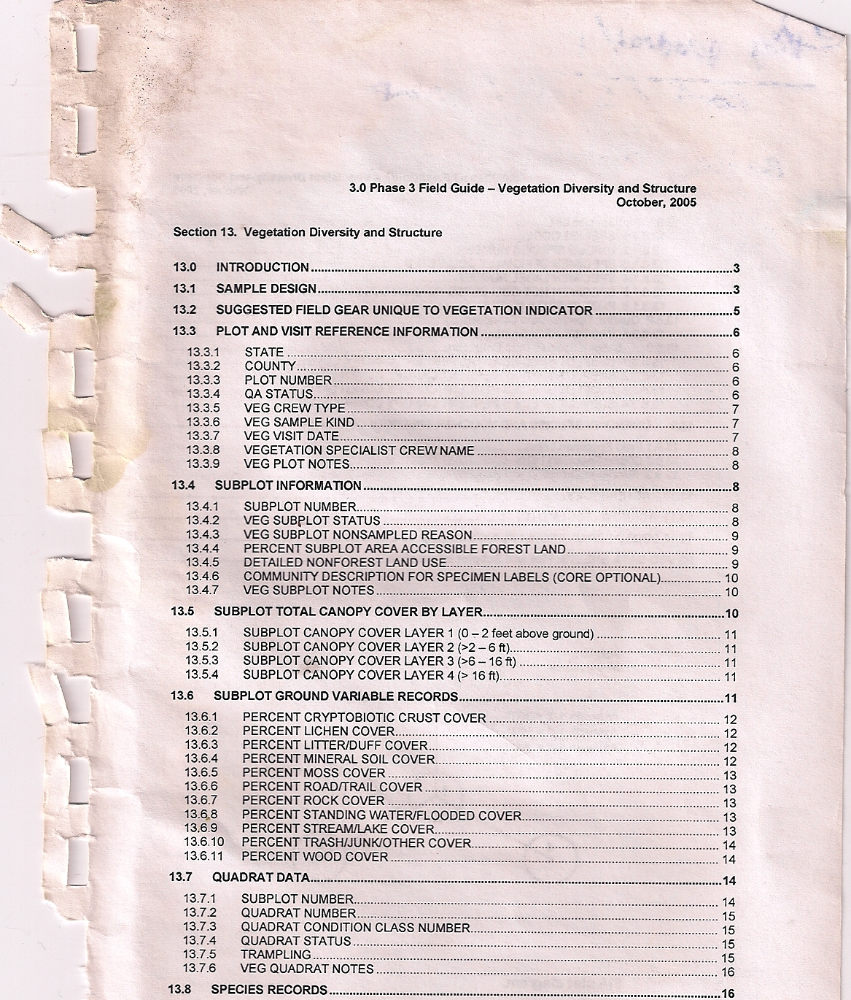 3.0 Phase 3 Field Guide – Vegetation Diversity and Structure
October, 2005
Section 13. Vegetation Diversity and Structure
13.0 INTRODUCTION...........3
13.1 SAMPLE DESIGN...........3
13.2 SUGGESTED FIELD GEAR UNIQUE TO VEGETATION INDICATOR...........5
13.3 PLOT AND VISIT REFERENCE INFORMATION...........6
13.3.1 STATE...........6
13.3.2 COUNTY...........6
13.3.3 PLOT NUMBER...........6
13.3.4 QA STATUS...........6
13.3.5 VEG CREW TYPE...........7
13.3.6 VEG SAMPLE KIND...........7
13.3.7 VEG VISIT DATE...........7
13.3.8 VEGETATION SPECIALIST CREW NAME...........8
13.3.9 VEG PLOT NOTES...........8
13.4 SUBPLOT INFORMATION...........8
13.4.1 SUBPLOT NUMBER...........8
13.4.2 VEG SUBPLOT STATUS...........8
13.4.3 VEG SUBPLOT NONSAMPLED REASON...........9
13.4.4 PERCENT SUBPLOT AREA ACCESSIBLE FOREST LAND...........9
13.4.5 DETAILED NONFOREST LAND USE...........9
13.4.6 COMMUNITY DESCRIPTION FOR SPECIMEN LABELS (CORE OPTIONAL)...........10
13.4.7 VEG SUBPLOT NOTES...........10
13.5 SUBPLOT TOTAL CANOPY COVER BY LAYER...........10
13.5.1 SUBPLOT CANOPY COVER LAYER 1 (0 – 2 feet above ground)...........11
13.5.2 SUBPLOT CANOPY COVER LAYER 2 (>2 – 6 ft)...........11
13.5.3 SUBPLOT CANOPY COVER LAYER 3 (>6 – 16 ft)...........11
13.5.4 SUBPLOT CANOPY COVER LAYER 4 (> 16 ft)...........11
13.6 SUBPLOT GROUND VARIABLE RECORDS...........11
13.6.1 PERCENT CRYPTOBIOTIC CRUST COVER...........12
13.6.2 PERCENT LICHEN COVER...........12
13.6.3 PERCENT LITTER/DUFF COVER...........12
13.6.4 PERCENT MINERAL SOIL COVER...........12
13.6.5 PERCENT MOSS COVER...........13
13.6.6 PERCENT ROAD/TRAIL COVER...........13
13.6.7 PERCENT ROCK COVER...........13
13.6.8 PERCENT STANDING WATER/FLOODED COVER...........13
13.6.9 PERCENT STREAM/LAKE COVER...........13
13.6.10 PERCENT TRASH/JUNK/OTHER COVER...........14
13.6.11 PERCENT WOOD COVER...........14
13.7 QUADRAT DATA...........14
13.7.1 SUBPLOT NUMBER...........14
13.7.2 QUADRAT NUMBER...........15
13.7.3 QUADRAT CONDITION CLASS NUMBER...........15
13.7.4 QUADRAT STATUS...........15
13.7.5 TRAMPLING...........15
13.7.6 VEG QUADRAT NOTES...........16
13.8 SPECIES RECORDS...........16